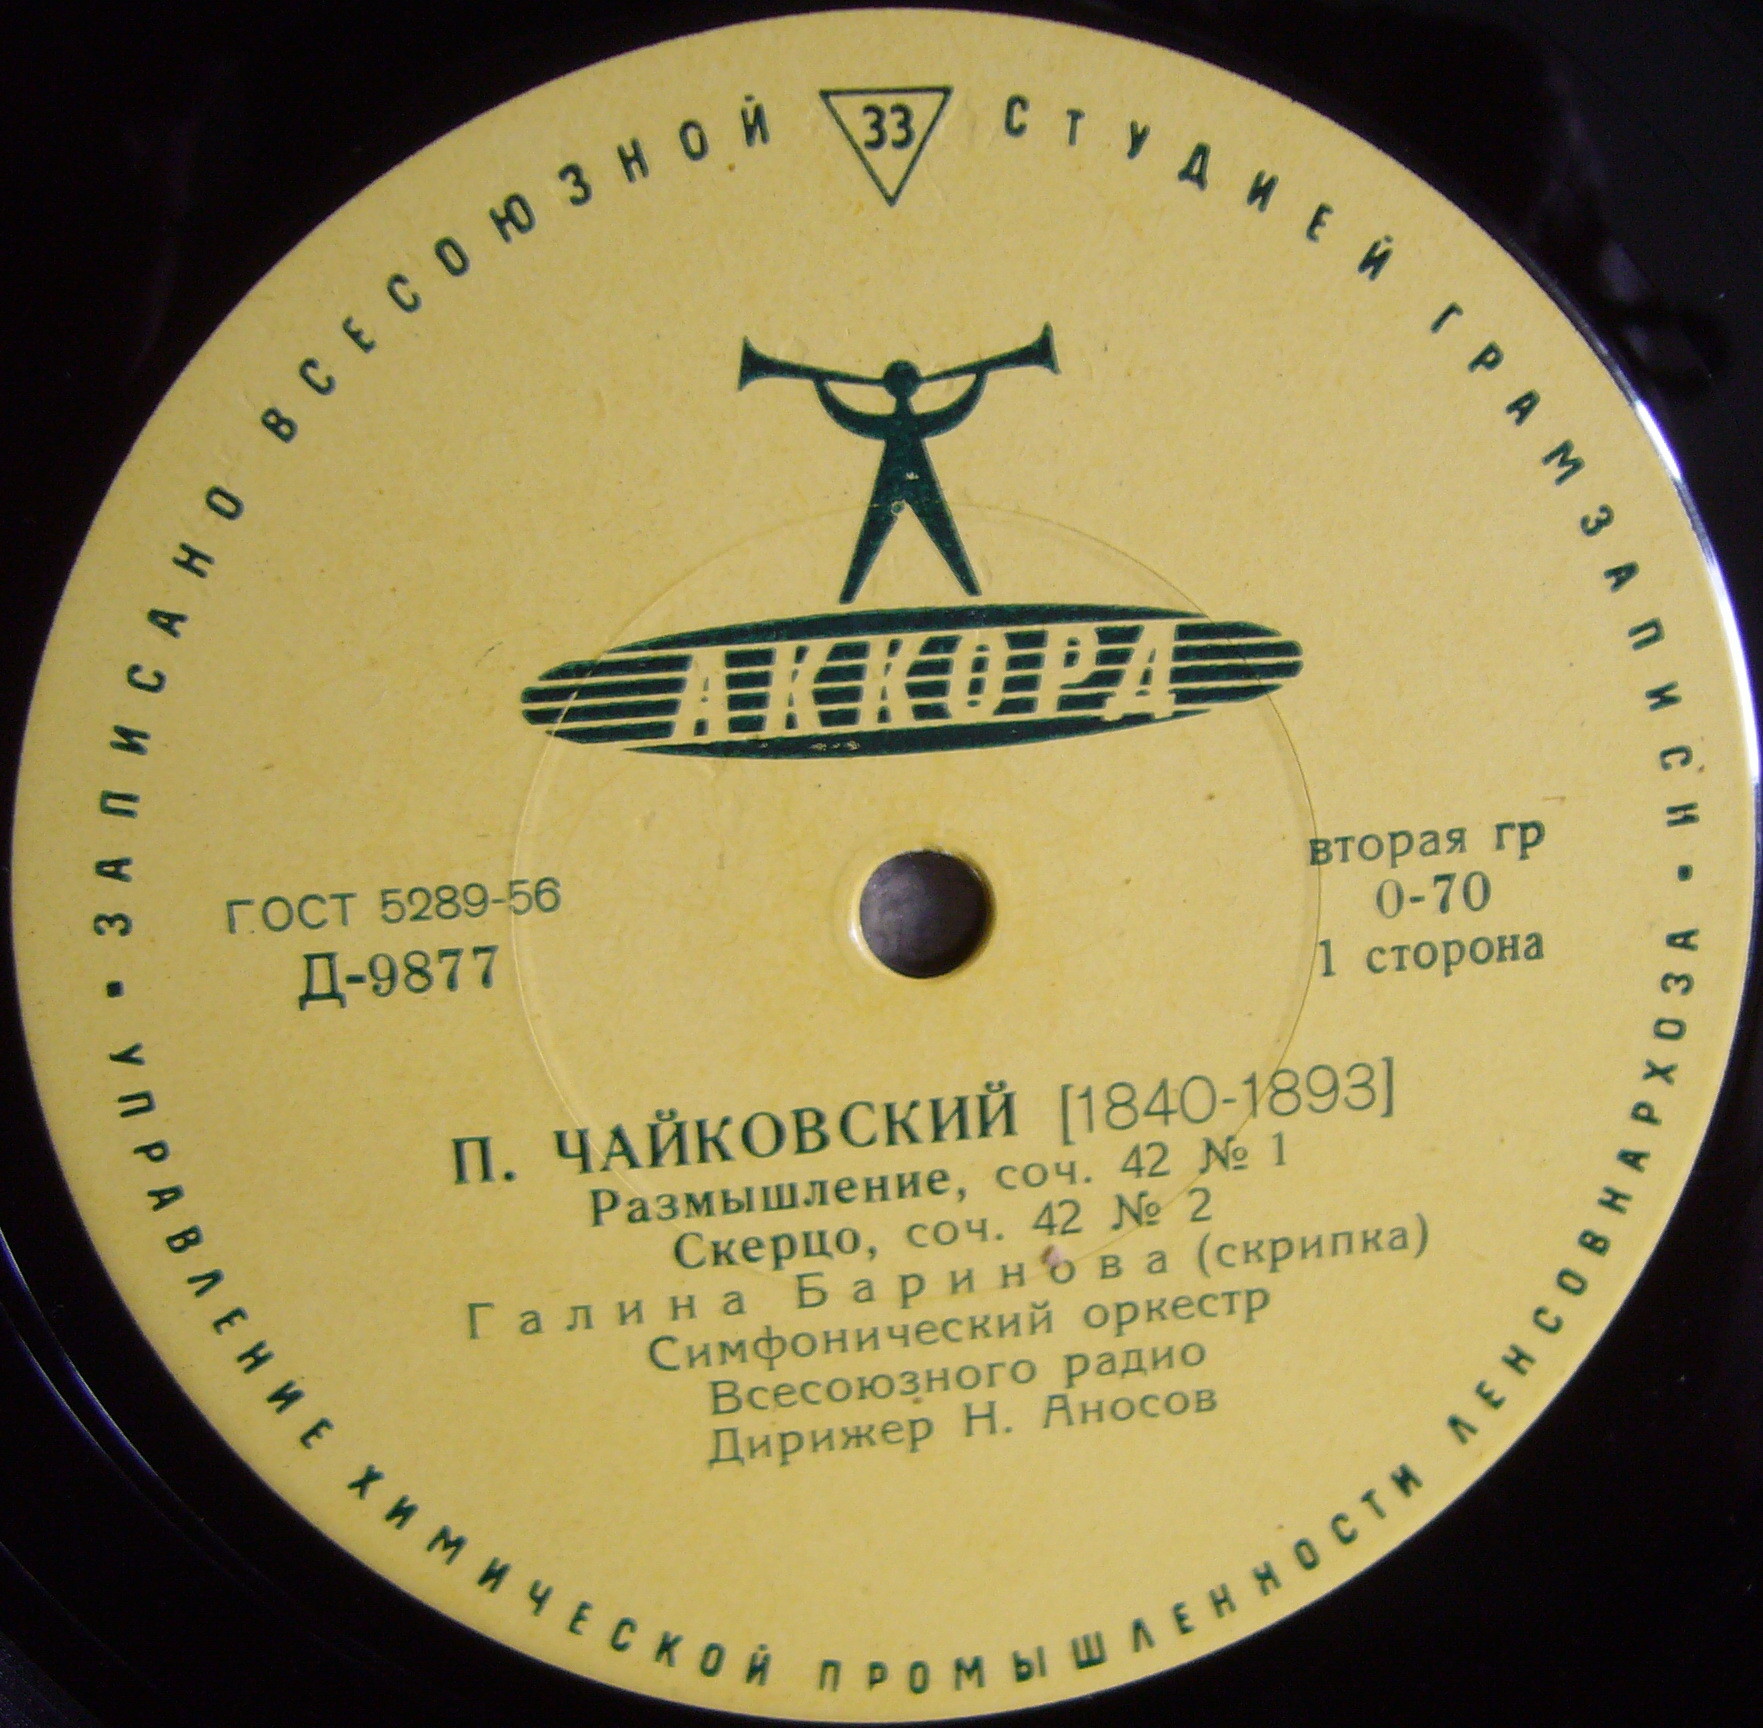 ЗАПИСАНО ВСЕСОЮЗНОЙ СТУДИЕЙ ГРАМЗАПИСИ
33
АККОРД
ГОСТ 5289-56
Д-9877
вторая гр
0-70
1 сторона
П. ЧАЙКОВСКИЙ [1840-1893]
Размышление, соч. 42 № 1
Скерцо, соч. 42 № 2
Галина Баринова (скрипка)
Симфонический оркестр
Всесоюзного радио
Дирижер Н. Аносов
УПРАВЛЕНИЕ ХИМИЧЕСКОЙ ПРОМЫШЛЕННОСТИ ЛЕНСОВНАРХОЗА